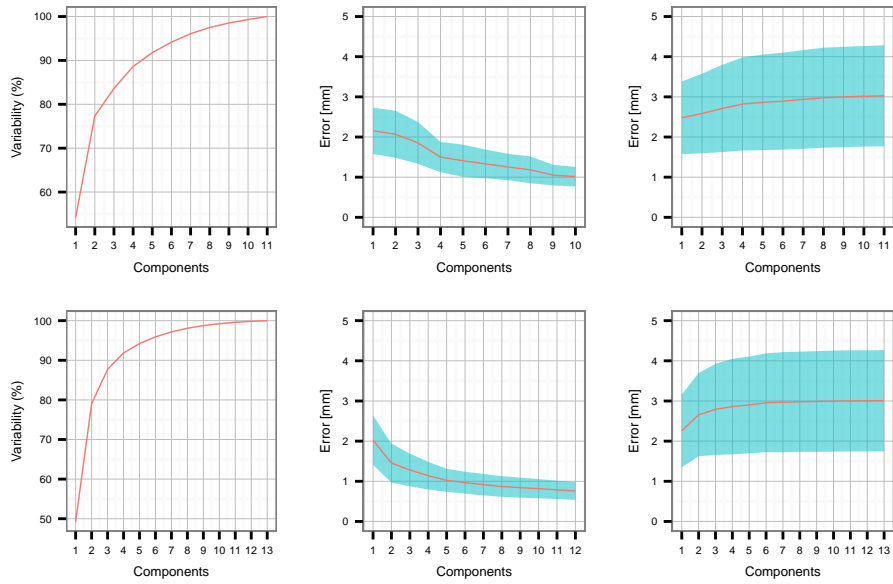 Variability (%)
100
90
80
70
60
1 2 3 4 5 6 7 8 9 10 11
Components
Error [mm]
5
4
3
2
1
0
1 2 3 4 5 6 7 8 9 10
Components
Error [mm]
5
4
3
2
1
0
1 2 3 4 5 6 7 8 9 10 11
Components
Variability (%)
100
90
80
70
60
50
1 2 3 4 5 6 7 8 9 10 11 12 13
Components
Error [mm]
5
4
3
2
1
0
1 2 3 4 5 6 7 8 9 10 11 12
Components
Error [mm]
5
4
3
2
1
0
1 2 3 4 5 6 7 8 9 10 11 12 13
Components